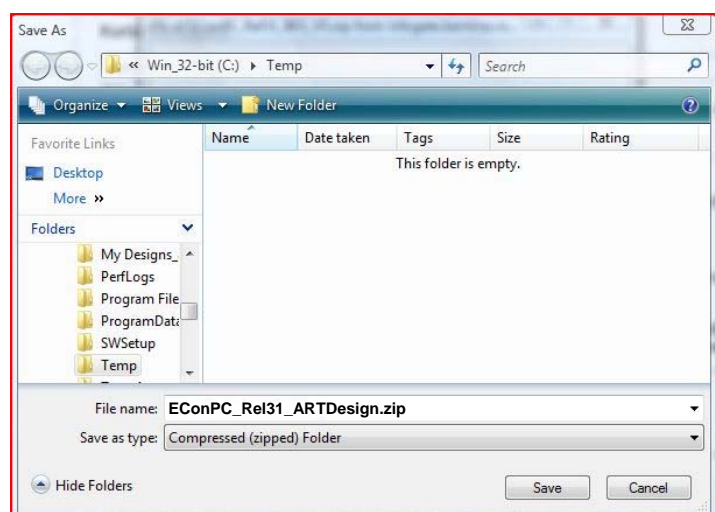 Save As
« Win_32-bit (C:) ▸ Temp Search
Organize Views New Folder
Favorite Links Name Date taken Tags Size Rating
This folder is empty.
Desktop
More »
Folders
My Designs_
PerfLogs
Program File
ProgramData
SWSetup
Temp
File name: EConPC_Rel31_ARTDesign.zip
Save as type: Compressed (zipped) Folder
Hide Folders Save Cancel